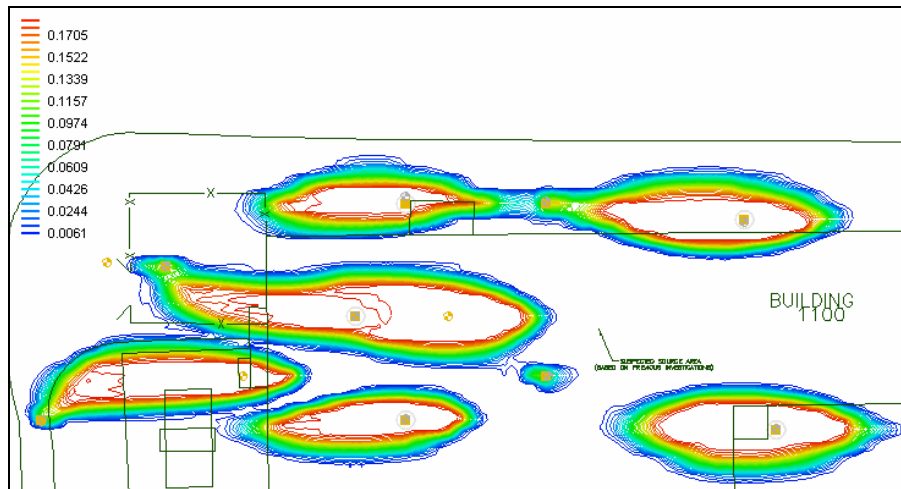 0.1705
0.1522
0.1339
0.1157
0.0974
0.0791
0.0609
0.0426
0.0244
0.0061
X
X
X
X
X
X
BUILDING
1100
SUSPECTED SOURCE AREA
(BASED ON PREVIOUS INVESTIGATIONS)